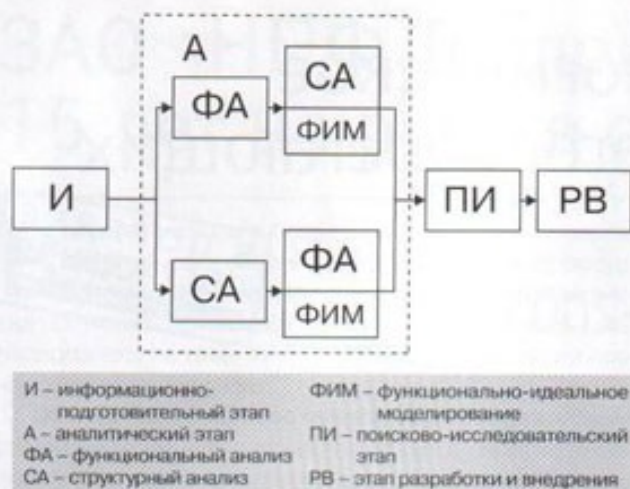 А
СА
ФА
ФИМ
И
ПИ
РВ
ФА
СА
ФИМ
И – информационно-
подготовительный этап
А – аналитический этап
ФА – функциональный анализ
СА – структурный анализ
ФИМ – функционально-идеальное
моделирование
ПИ – поисково-исследовательский
этап
РВ – этап разработки и внедрения